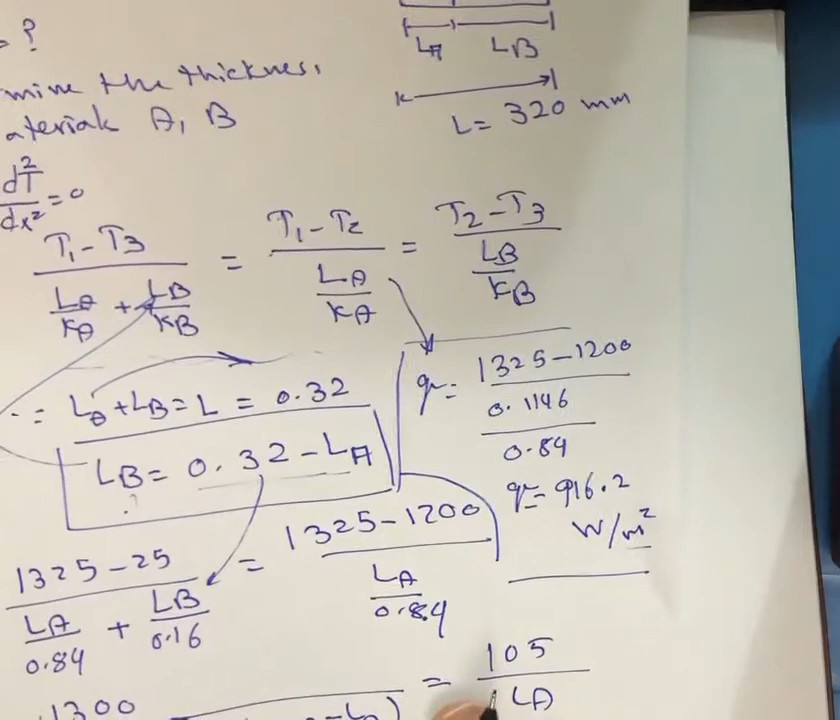 ?
LA LB
mine the thickness,
L = 320 mm
A, B
d²T/dx² = 0
(T1 - T3)/(LA/kA + LB/kB) = (T1 - T2)/(LA/kA) = (T2 - T3)/(LB/kB)
LA + LB = L = 0.32
q = (1325 - 1200)/(0.1146/0.84)
LB = 0.32 - LA
q = 916.2
W/m²
(1325 - 25)/(LA/0.84 + LB/0.16) = (1325 - 1200)/(LA/0.84)
1300 = 105/LA